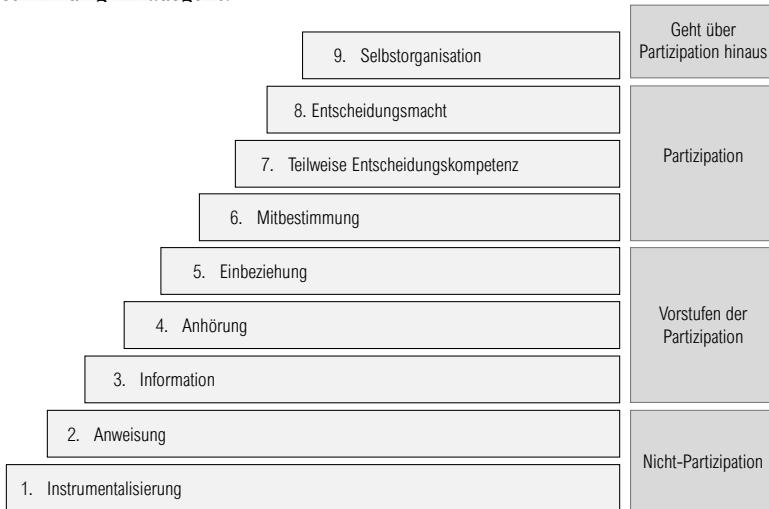 Geht über
Partizipation hinaus
9. Selbstorganisation
8. Entscheidungsmacht
7. Teilweise Entscheidungskompetenz
Partizipation
6. Mitbestimmung
5. Einbeziehung
4. Anhörung
Vorstufen der
Partizipation
3. Information
2. Anweisung
Nicht-Partizipation
1. Instrumentalisierung